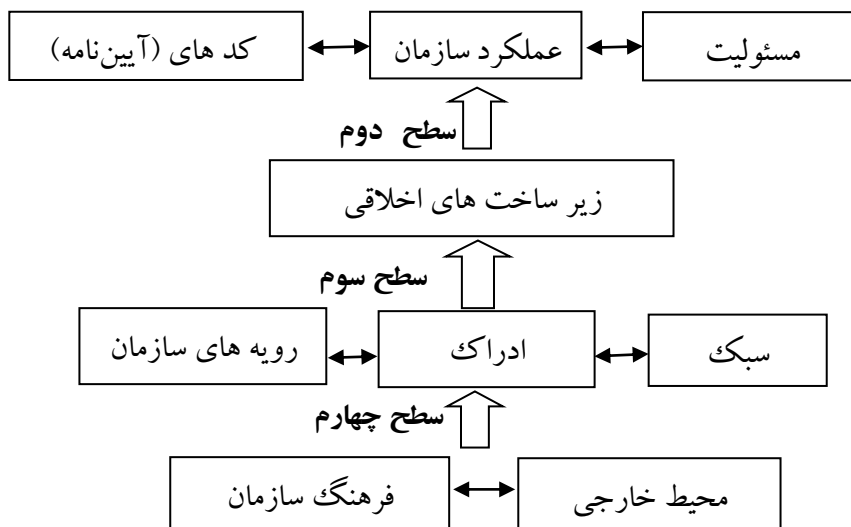 مسئولیت
عملکرد سازمان
کد های (آیین‌نامه)
سطح دوم
زیر ساخت های اخلاقی
سطح سوم
سبک
ادراک
رویه های سازمان
سطح چهارم
محیط خارجی
فرهنگ سازمان